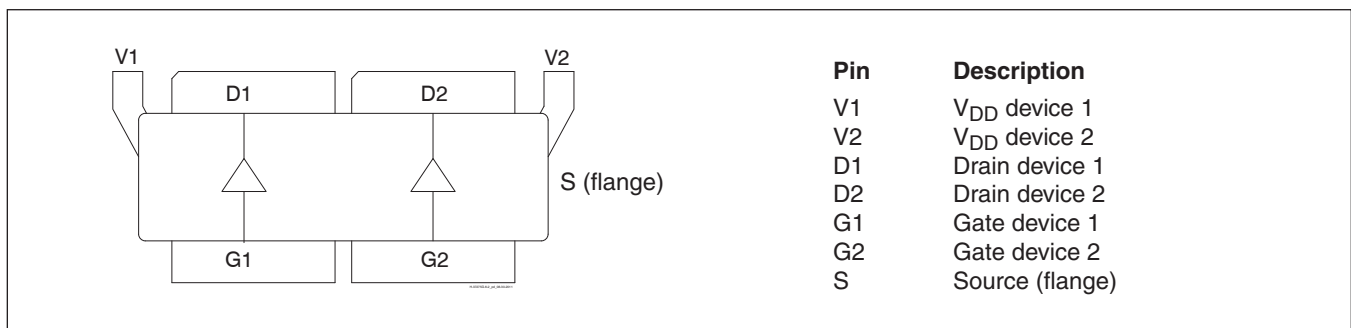 V1
V2
D1
D2
S (flange)
G1
G2
Pin Description
V1 VDD device 1
V2 VDD device 2
D1 Drain device 1
D2 Drain device 2
G1 Gate device 1
G2 Gate device 2
S Source (flange)